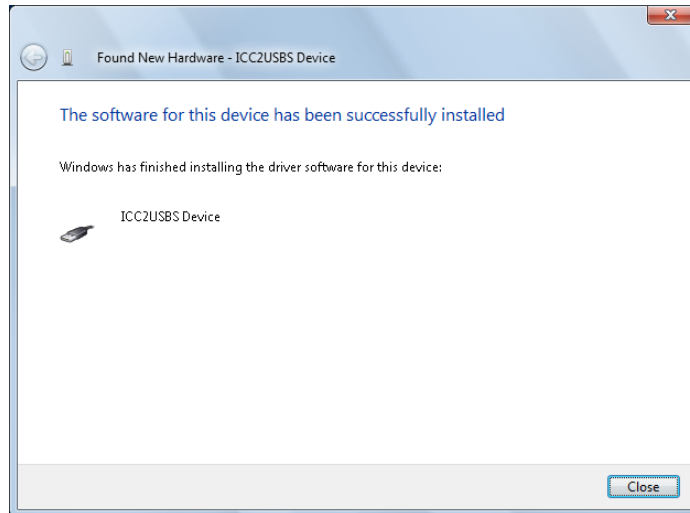 Found New Hardware - ICC2USBS Device
The software for this device has been successfully installed
Windows has finished installing the driver software for this device:
ICC2USBS Device
Close